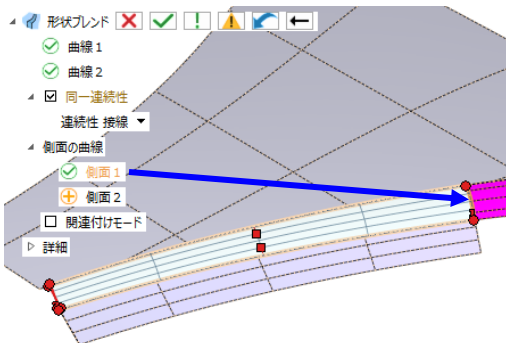 形状ブレンド
曲線 1
曲線 2
同一連続性
連続性 接線
側面の曲線
側面 1
側面 2
関連付けモード
詳細